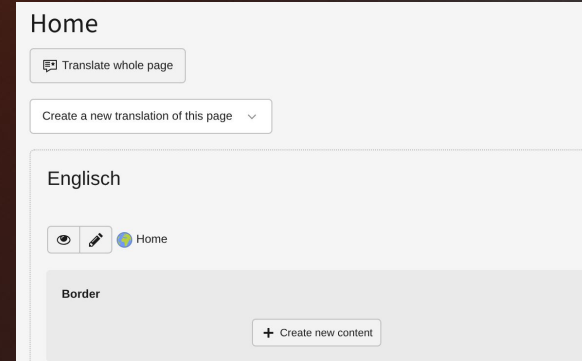 Home
Translate whole page
Create a new translation of this page
Englisch
Home
Border
Create new content